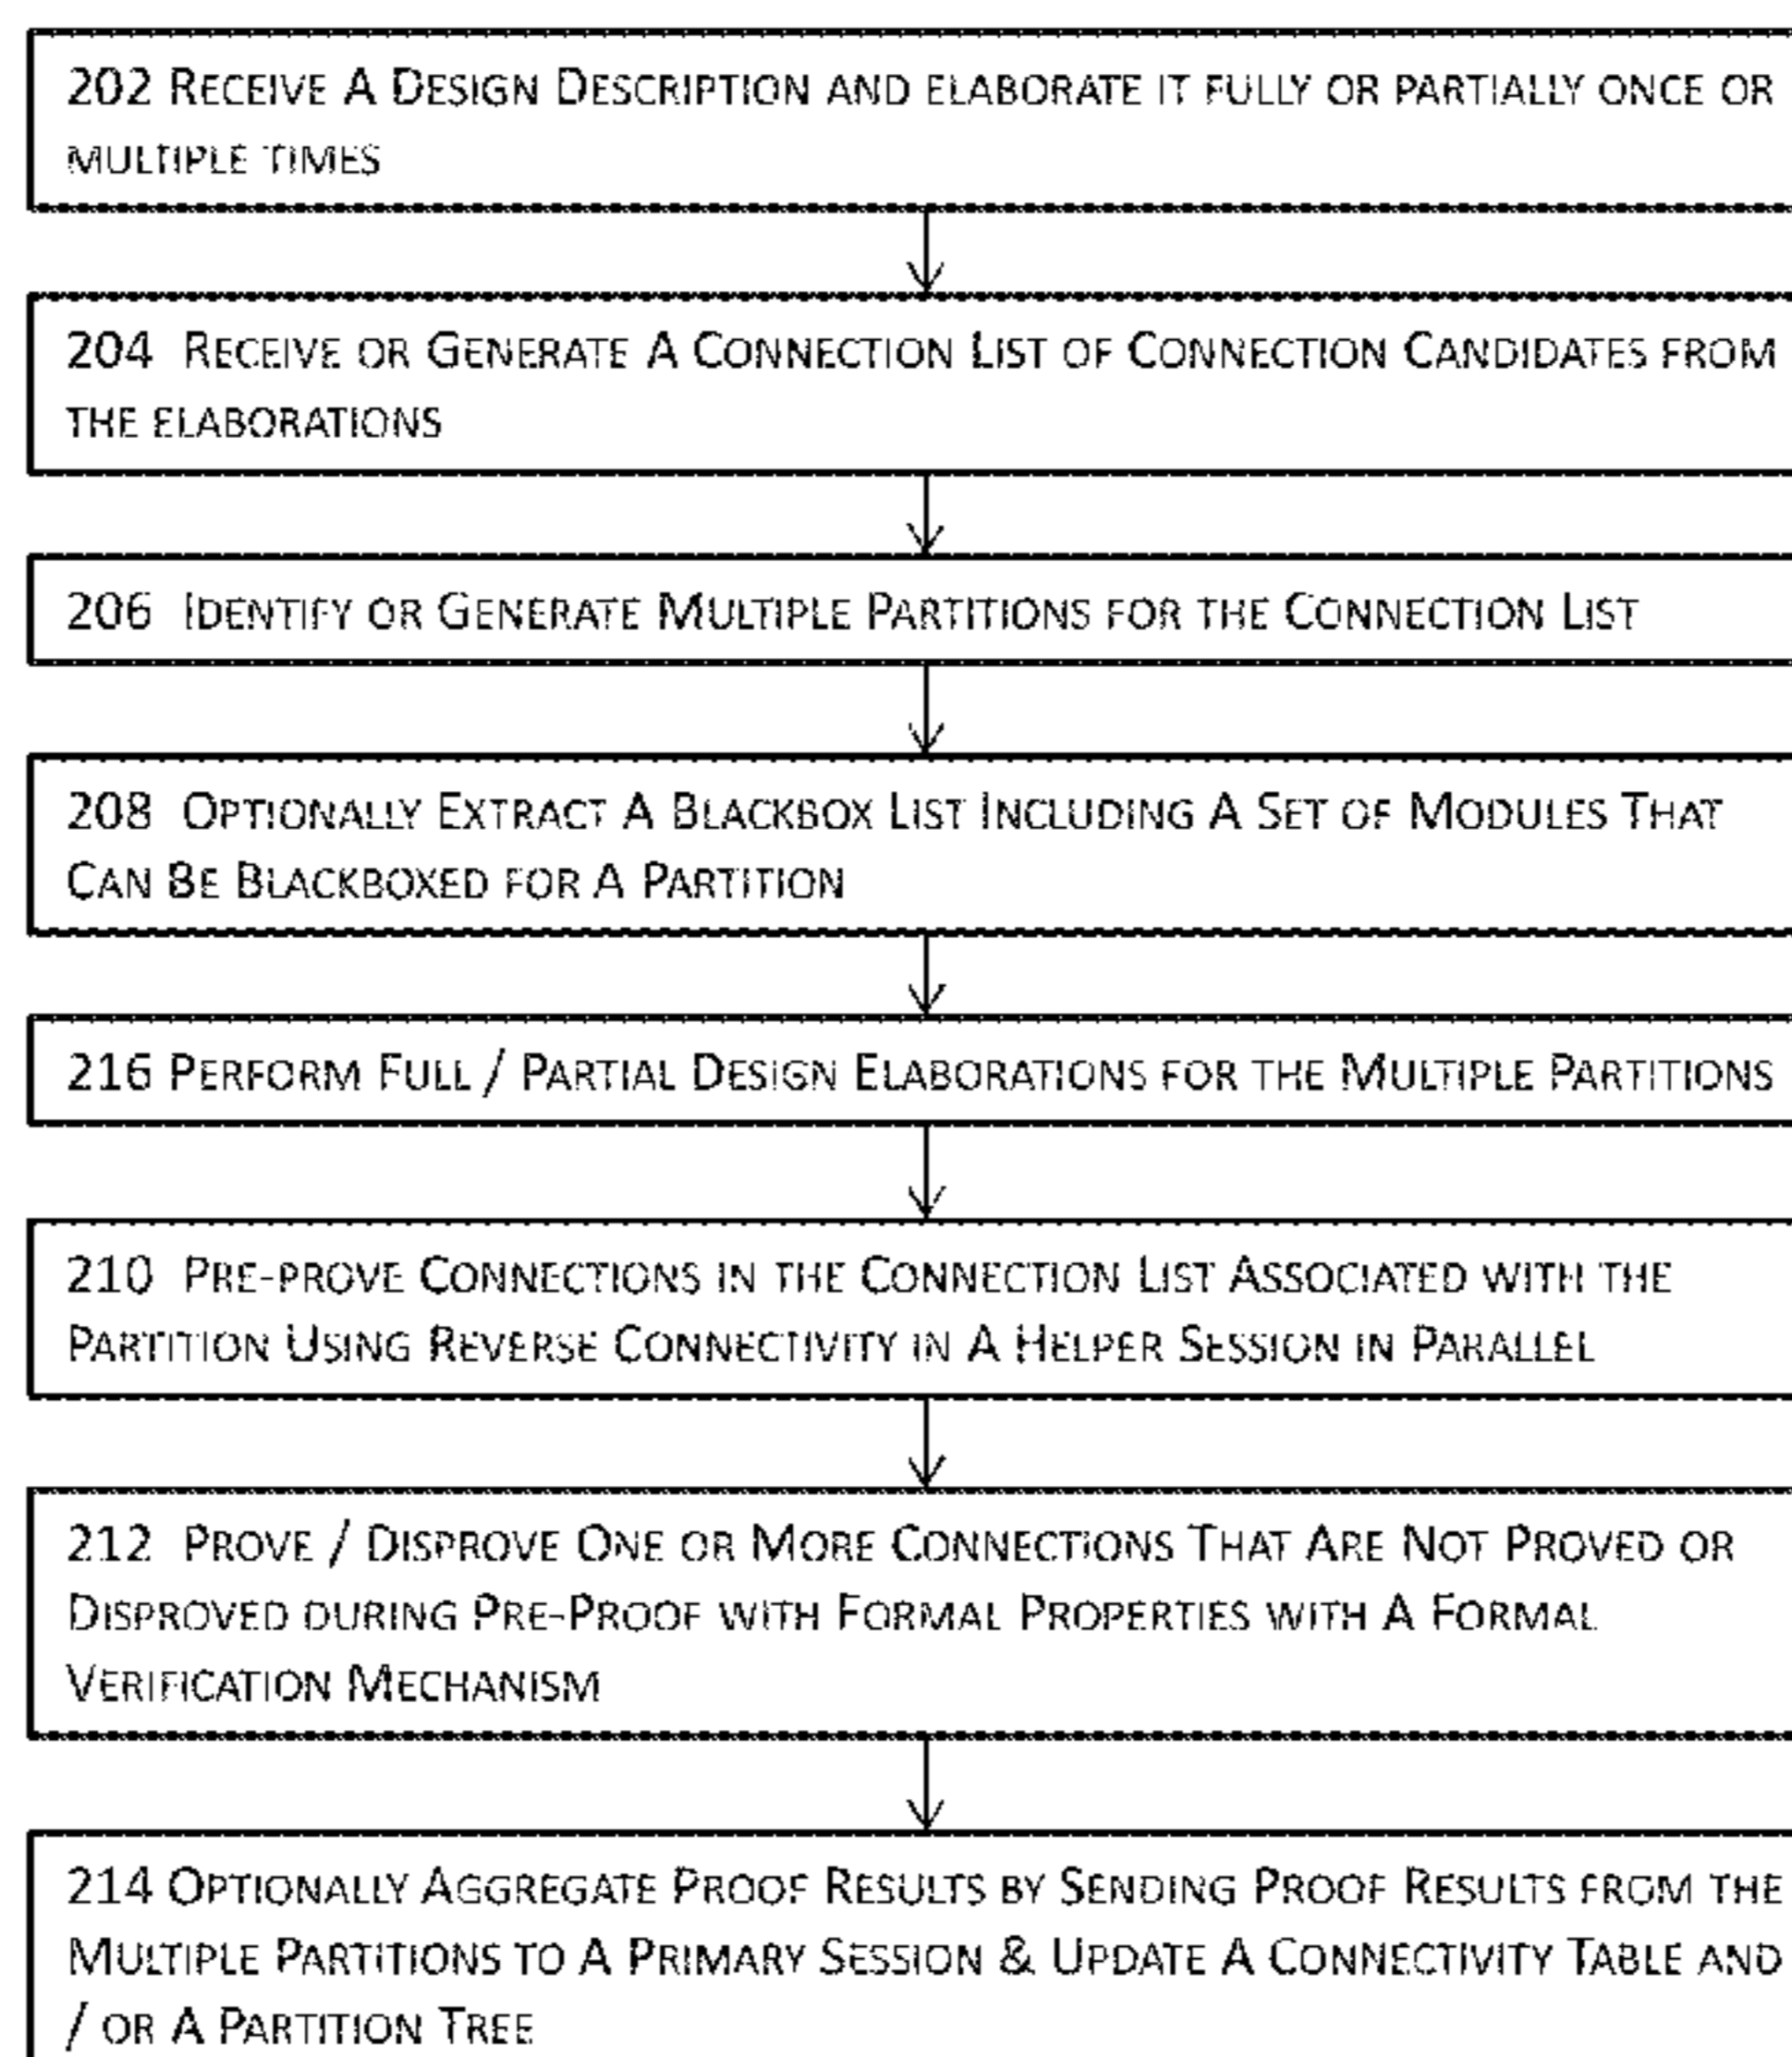 202 Receive A Design Description and elaborate it fully or partially once or
multiple times
204 Receive or Generate A Connection List of Connection Candidates from
the elaborations
206 Identify or Generate Multiple Partitions for the Connection List
208 Optionally Extract A Blackbox List Including A Set of Modules That
Can Be Blackboxed for A Partition
216 Perform Full / Partial Design Elaborations for the Multiple Partitions
210 Pre-prove Connections in the Connection List Associated with the
Partition Using Reverse Connectivity in A Helper Session in Parallel
212 Prove / Disprove One or More Connections That Are Not Proved or
Disproved during Pre-Proof with Formal Properties with A Formal
Verification Mechanism
214 Optionally Aggregate Proof Results by Sending Proof Results from the
Multiple Partitions to A Primary Session & Update A Connectivity Table and
/ or A Partition Tree